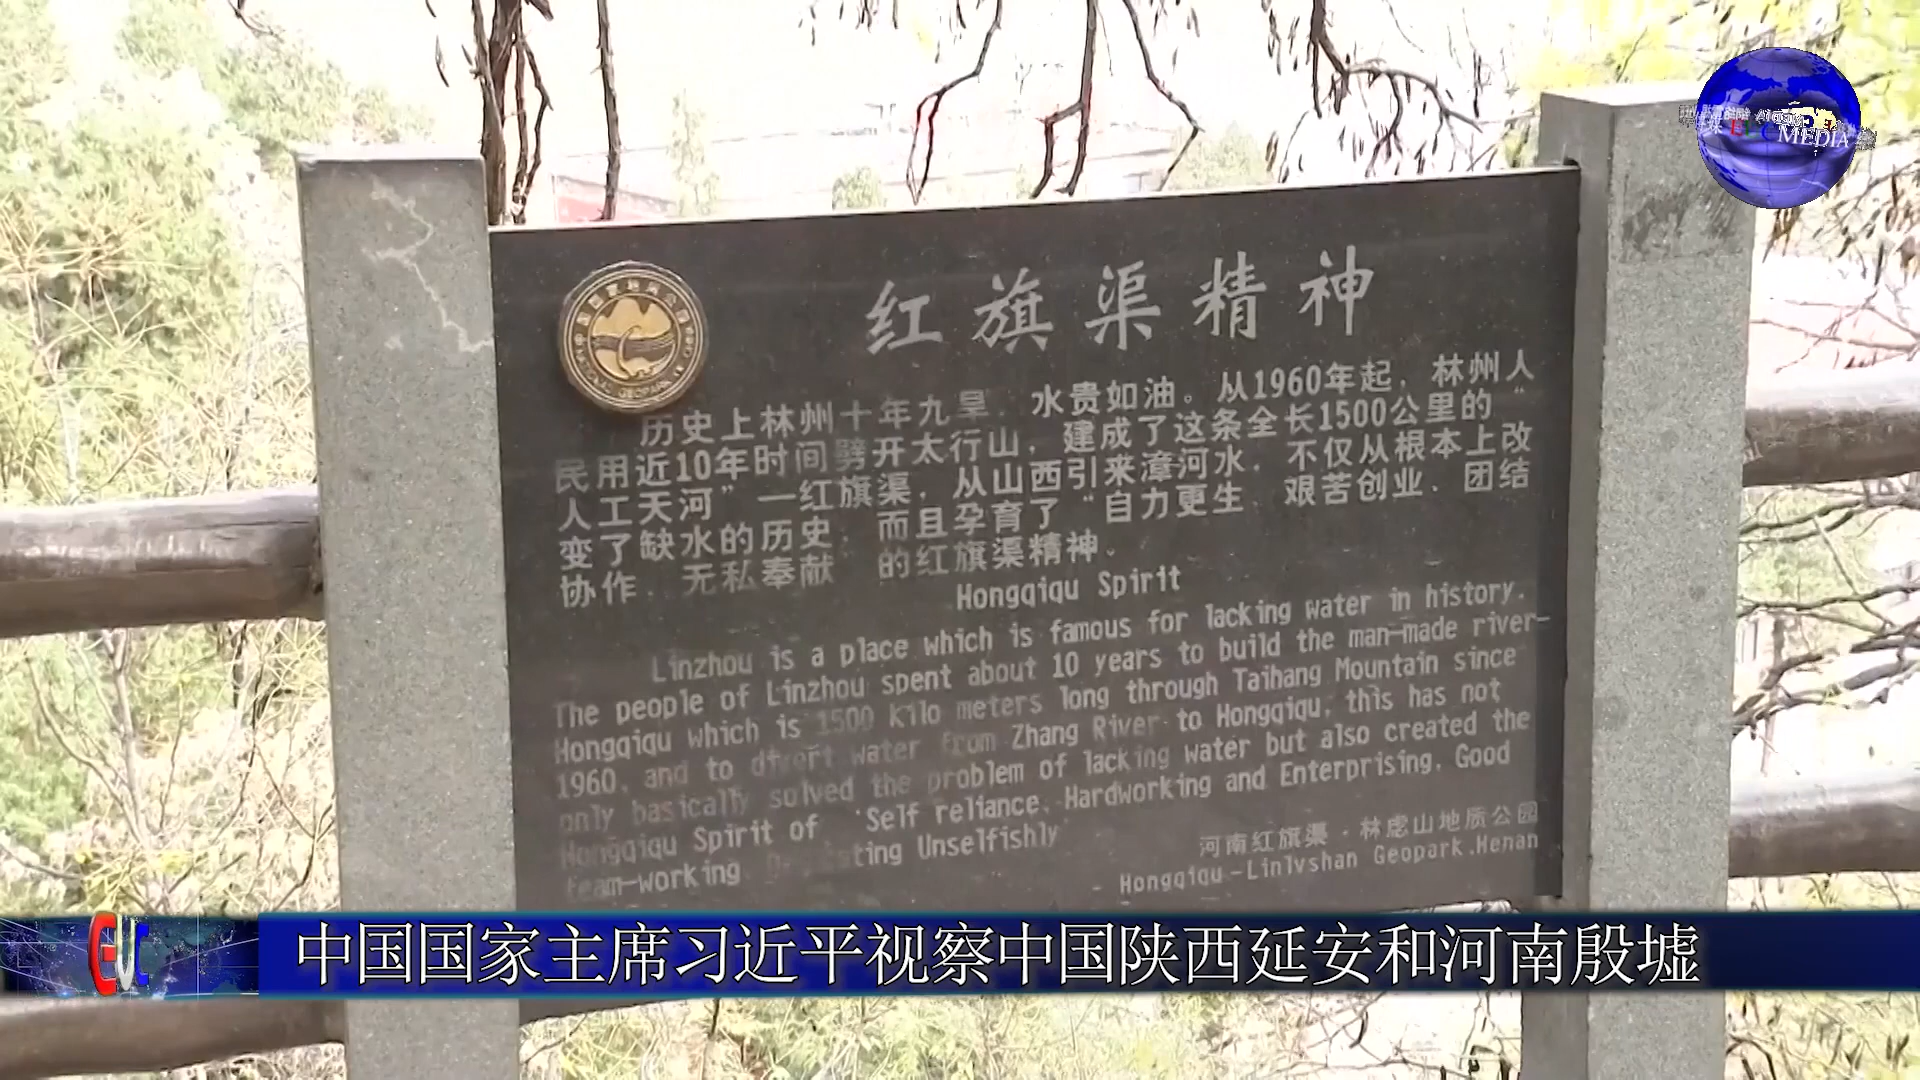 MEDIA
红旗渠精神
历史上林州十年九旱，水贵如油。从1960年起，林州人
民用近10年时间劈开太行山，建成了这条全长1500公里的“
人工天河”—红旗渠，从山西引来漳河水，不仅从根本上改
变了缺水的历史，而且孕育了“自力更生、艰苦创业、团结
协作、无私奉献”的红旗渠精神。
Hongqiqu Spirit
Linzhou is a place which is famous for lacking water in history.
The people of Linzhou spent about 10 years to build the man-made river-
Hongqiqu which is 1500 Kilo meters long through Taihang Mountain since
1960, and to divert water from Zhang River to Hongqiqu, this has not
only basically solved the problem of lacking water but also created the
Hongqiqu Spirit of 'Self reliance, Hardworking and Enterprising, Good
team-working, Unselfishly
河南红旗渠·林虑山地质公园
Hongqiqu-Linlvshan Geopark,Henan
EUC
中国国家主席习近平视察中国陕西延安和河南殷墟